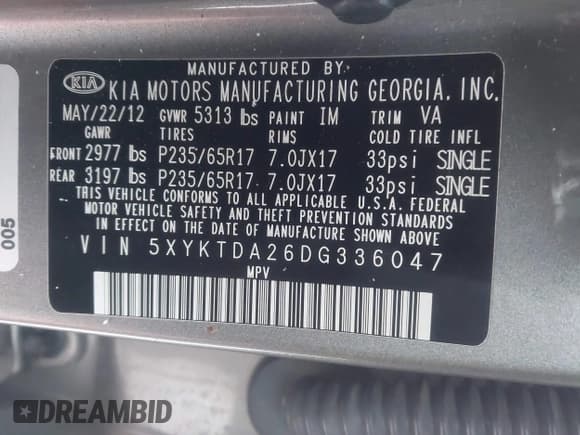 MANUFACTURED BY
KIA KIA MOTORS MANUFACTURING GEORGIA, INC.
MAY/22/12 GVWR 5313 lbs PAINT IM TRIM VA
GAWR TIRES RIMS COLD TIRE INFL
FRONT 2977 lbs P235/65R17 7.0JX17 33psi SINGLE
REAR 3197 lbs P235/65R17 7.0JX17 33psi SINGLE
THIS VEHICLE CONFORMS TO ALL APPLICABLE U.S.A. FEDERAL
MOTOR VEHICLE SAFETY AND THEFT PREVENTION STANDARDS
IN EFFECT ON THE DATE OF MANUFACTURE SHOWN ABOVE
VIN 5XYKTDA26DG336047
MPV
005
DREAMBID